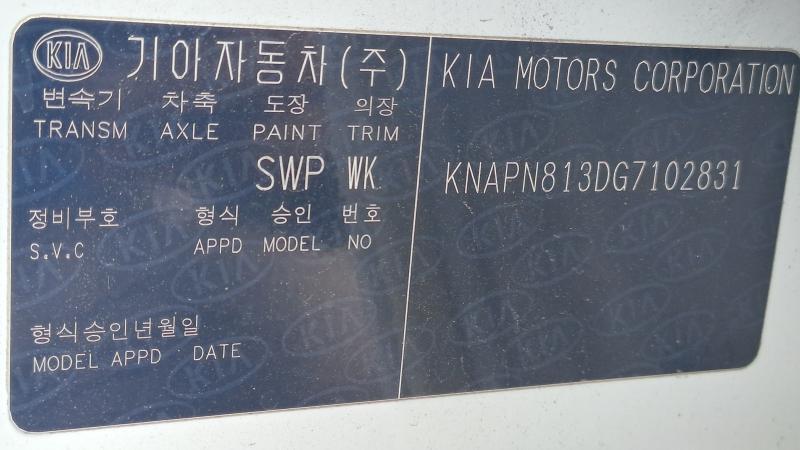 KIA 기아자동차(주)
변속기 차축 도장 의장
TRANSM AXLE PAINT TRIM
SWP WK
정비부호 형식 승인 번호
S.V.C APPD MODEL NO
형식승인년월일
MODEL APPD DATE
KIA MOTORS CORPORATION
KNAPN813DG7102831